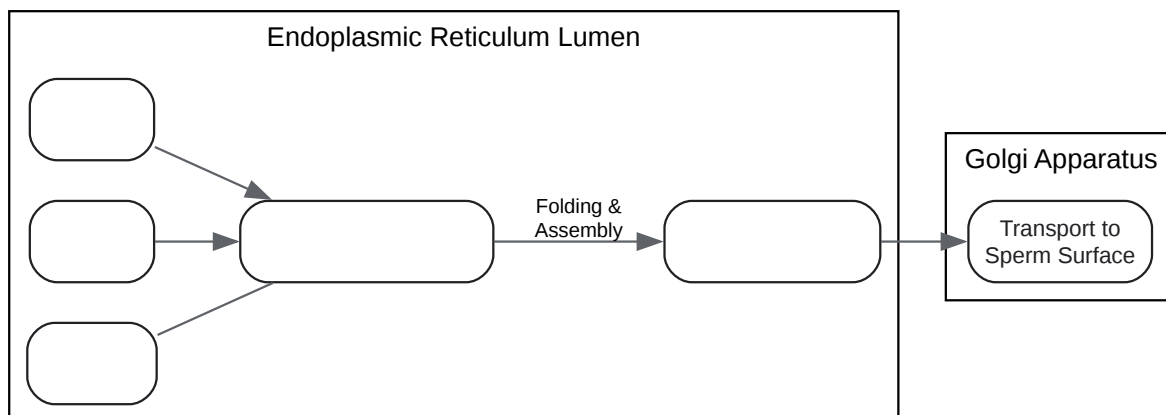 Endoplasmic Reticulum Lumen
Folding &
Assembly
Golgi Apparatus
Transport to
Sperm Surface